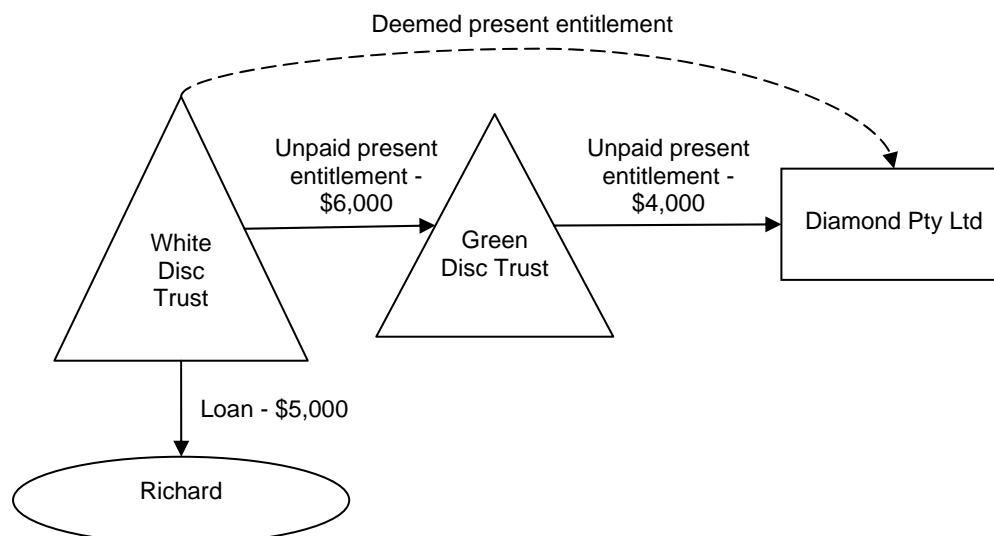 Deemed present entitlement
Unpaid present
entitlement -
$6,000
Unpaid present
entitlement -
$4,000
White
Disc
Trust
Green
Disc Trust
Diamond Pty Ltd
Loan - $5,000
Richard